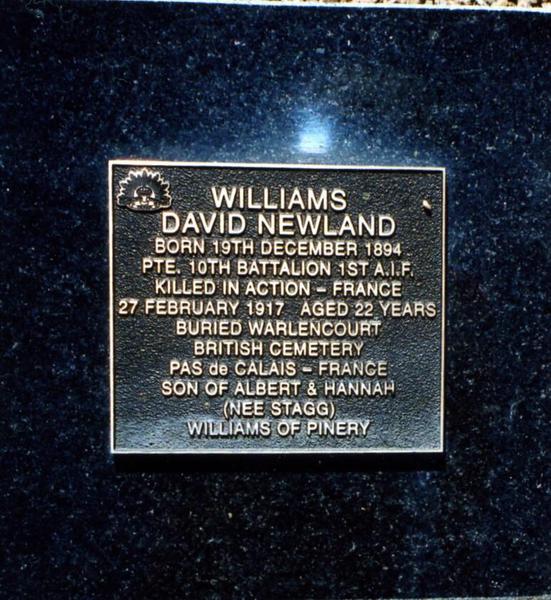 WILLIAMS
DAVID NEWLAND
BORN 19TH DECEMBER 1894
PTE. 10TH BATTALION 1ST A.I.F.
KILLED IN ACTION – FRANCE
27 FEBRUARY 1917 AGED 22 YEARS
BURIED WARLENCOURT
BRITISH CEMETERY
PAS de CALAIS – FRANCE
SON OF ALBERT & HANNAH
(NEE STAGG)
WILLIAMS OF PINERY